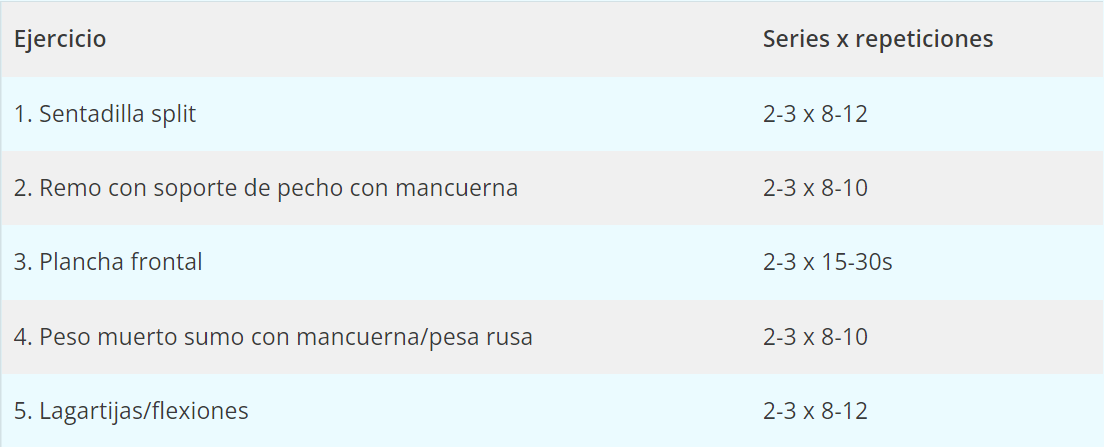 Ejercicio Series x repeticiones
1. Sentadilla split 2-3 x 8-12
2. Remo con soporte de pecho con mancuerna 2-3 x 8-10
3. Plancha frontal 2-3 x 15-30s
4. Peso muerto sumo con mancuerna/pesa rusa 2-3 x 8-10
5. Lagartijas/flexiones 2-3 x 8-12